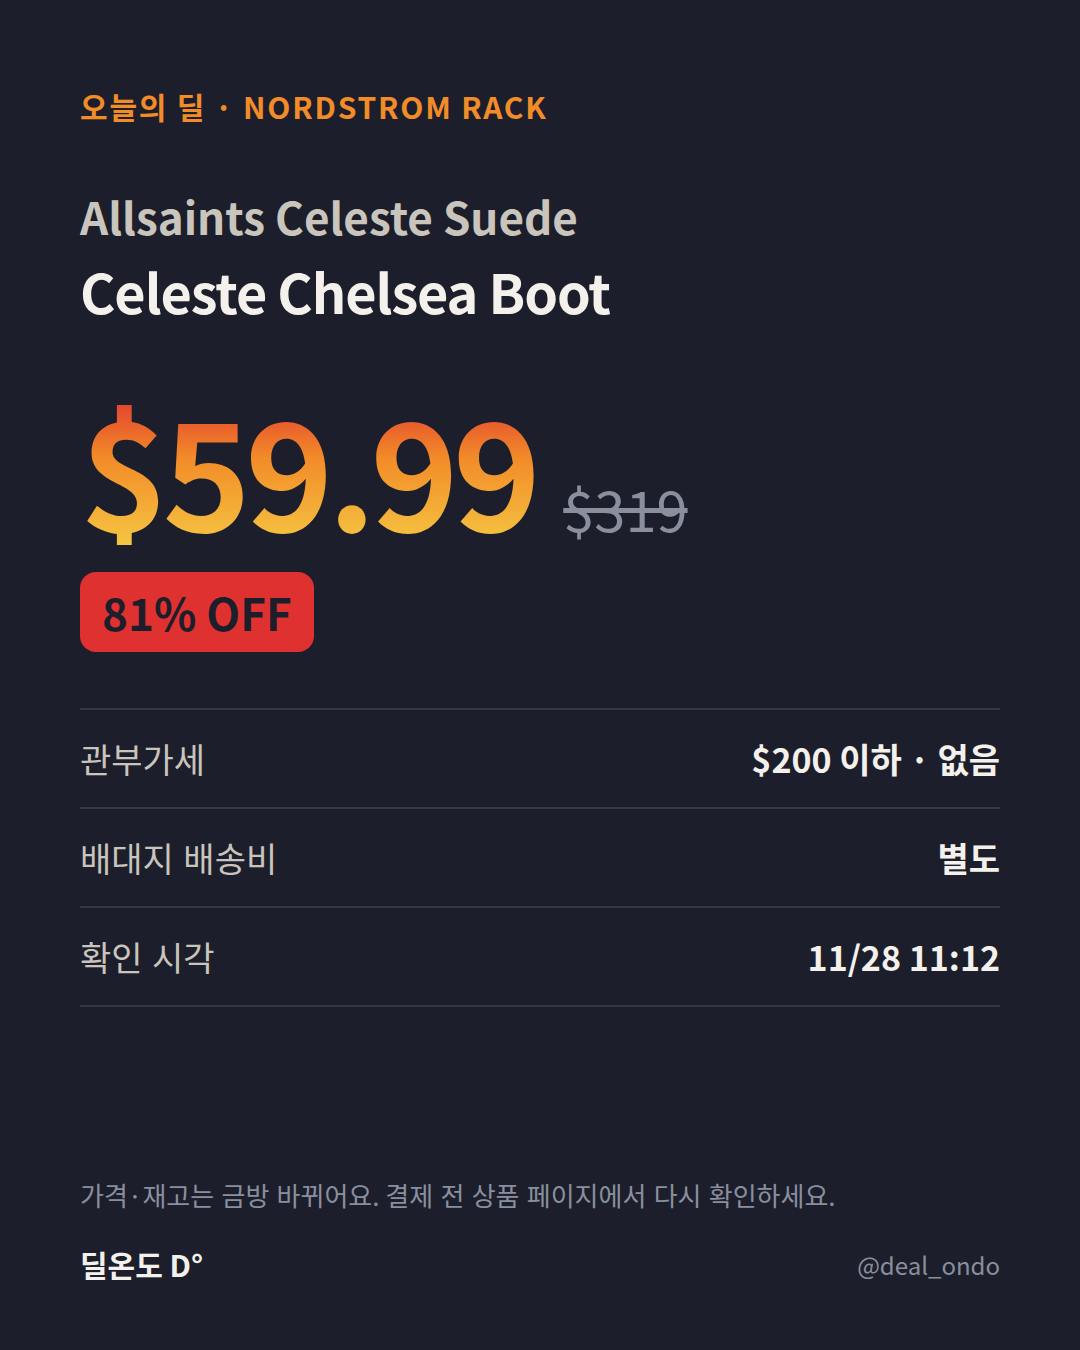 오늘의 딜 · NORDSTROM RACK
Allsaints Celeste Suede
Celeste Chelsea Boot
$59.99 $319
81% OFF
관부가세 $200 이하 · 없음
배대지 배송비 별도
확인 시각 11/28 11:12
가격·재고는 금방 바뀌어요. 결제 전 상품 페이지에서 다시 확인하세요.
딜온도 D° @deal_ondo